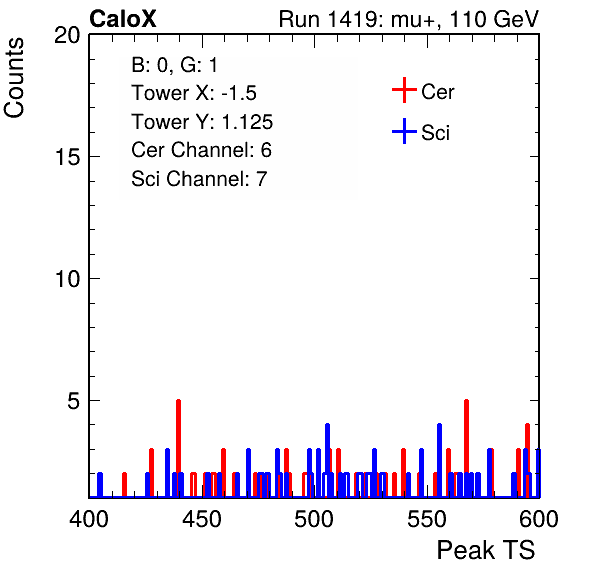 CaloX Run 1419: mu+, 110 GeV
Counts
20
15
10
5
B: 0, G: 1
Tower X: -1.5
Tower Y: 1.125
Cer Channel: 6
Sci Channel: 7
Cer
Sci
400 450 500 550 600
Peak TS